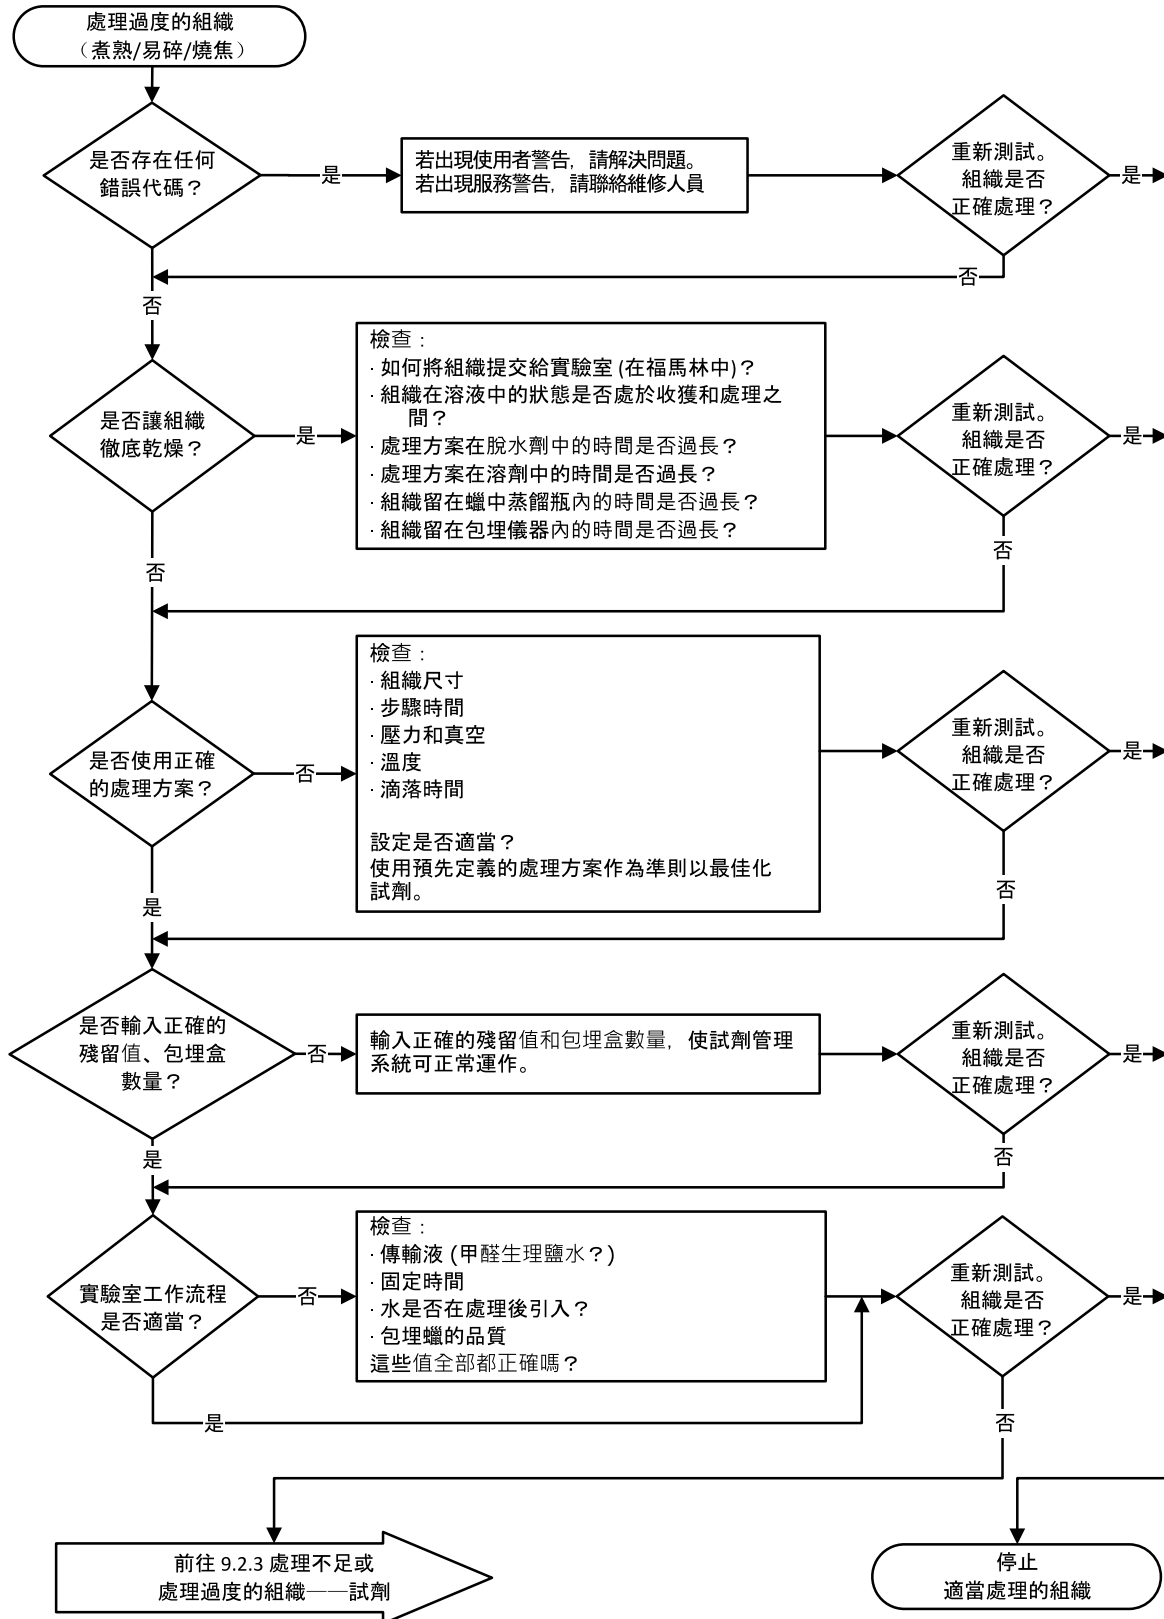 處理過度的組織
（煮熟/易碎/燒焦）
是否存在任何
錯誤代碼？
是
若出現使用者警告，請解決問題。
若出現服務警告，請聯絡維修人員
重新測試。
組織是否
正確處理？
是
否
否
是否讓組織
徹底乾燥？
是
檢查：
· 如何將組織提交給實驗室 (在福馬林中)？
· 組織在溶液中的狀態是否處於收獲和處理之
間？
· 處理方案在脫水劑中的時間是否過長？
· 處理方案在溶劑中的時間是否過長？
· 組織留在蠟中蒸餾瓶內的時間是否過長？
· 組織留在包埋儀器內的時間是否過長？
重新測試。
組織是否
正確處理？
是
否
否
是否使用正確
的處理方案？
否
檢查：
· 組織尺寸
· 步驟時間
· 壓力和真空
· 溫度
· 滴落時間
設定是否適當？
使用預先定義的處理方案作為準則以最佳化
試劑。
重新測試。
組織是否
正確處理？
是
否
是
是否輸入正確的
殘留值、包埋盒
數量？
否
輸入正確的殘留值和包埋盒數量，使試劑管理
系統可正常運作。
重新測試。
組織是否
正確處理？
是
否
是
實驗室工作流程
是否適當？
否
檢查：
· 傳輸液 (甲醛生理鹽水？)
· 固定時間
· 水是否在處理後引入？
· 包埋蠟的品質
這些值全部都正確嗎？
重新測試。
組織是否
正確處理？
是
是
否
前往 9.2.3 處理不足或
處理過度的組織——試劑
停止
適當處理的組織